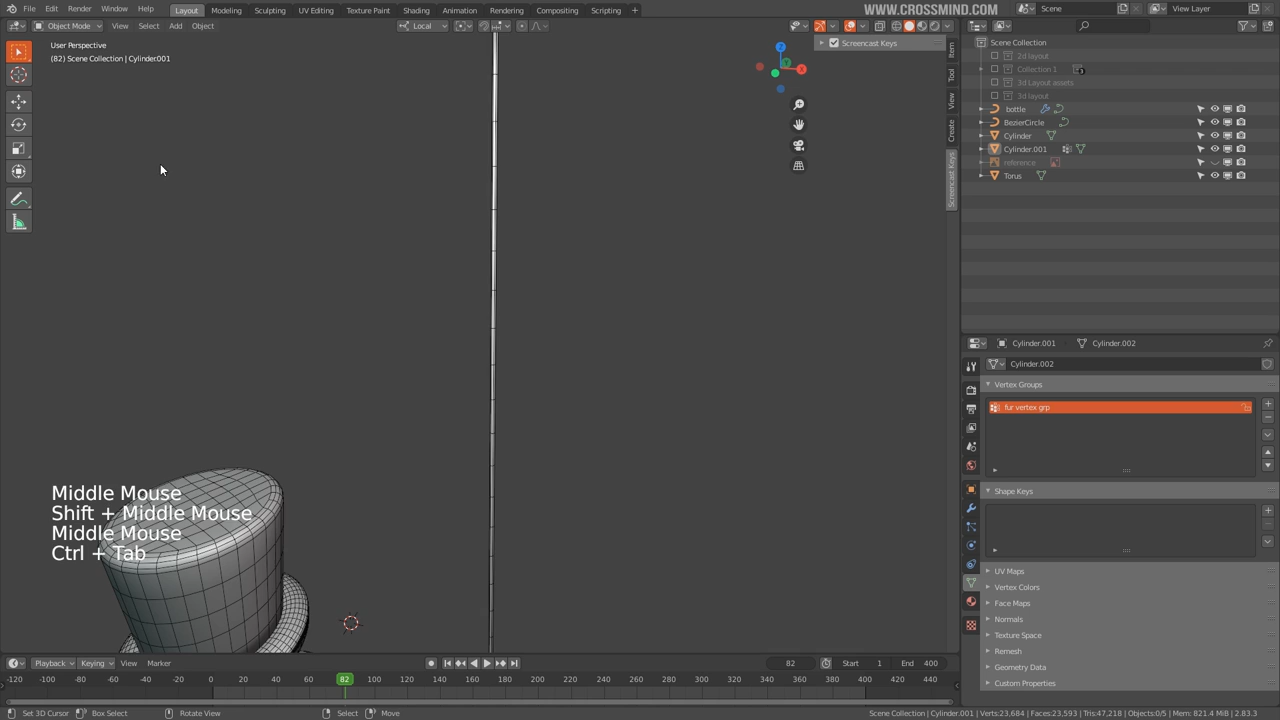 File Edit Render Window Help Layout Modeling Sculpting UV Editing Texture Paint Shading Animation Rendering Compositing Scripting + WWW.CROSSMIND.COM Scene View Layer
Object Mode View Select Add Object Local
User Perspective
(82) Scene Collection | Cylinder.001
Screencast Keys
Z
X
Y
Item
Tool
View
Create
Screencast Keys
Scene Collection
2d layout
Collection 1 3
3d Layout assets
3d layout
bottle
BezierCircle
Cylinder
Cylinder.001
reference
Torus
Cylinder.001 Cylinder.002
Cylinder.002
Vertex Groups
fur vertex grp
Shape Keys
UV Maps
Vertex Colors
Face Maps
Normals
Texture Space
Remesh
Geometry Data
Custom Properties
Middle Mouse
Shift + Middle Mouse
Middle Mouse
Ctrl + Tab
Playback Keying View Marker 82 Start 1 End 400
-120 -100 -80 -60 -40 -20 0 20 40 60 82 100 120 140 160 180 200 220 240 260 280 300 320 340 360 380 400 420 440
Set 3D Cursor Box Select Rotate View Select Move Scene Collection | Cylinder.001 | Verts:23,684 | Faces:23,593 | Tris:47,218 | Objects:0/5 | Mem: 821.4 MiB | 2.83.3